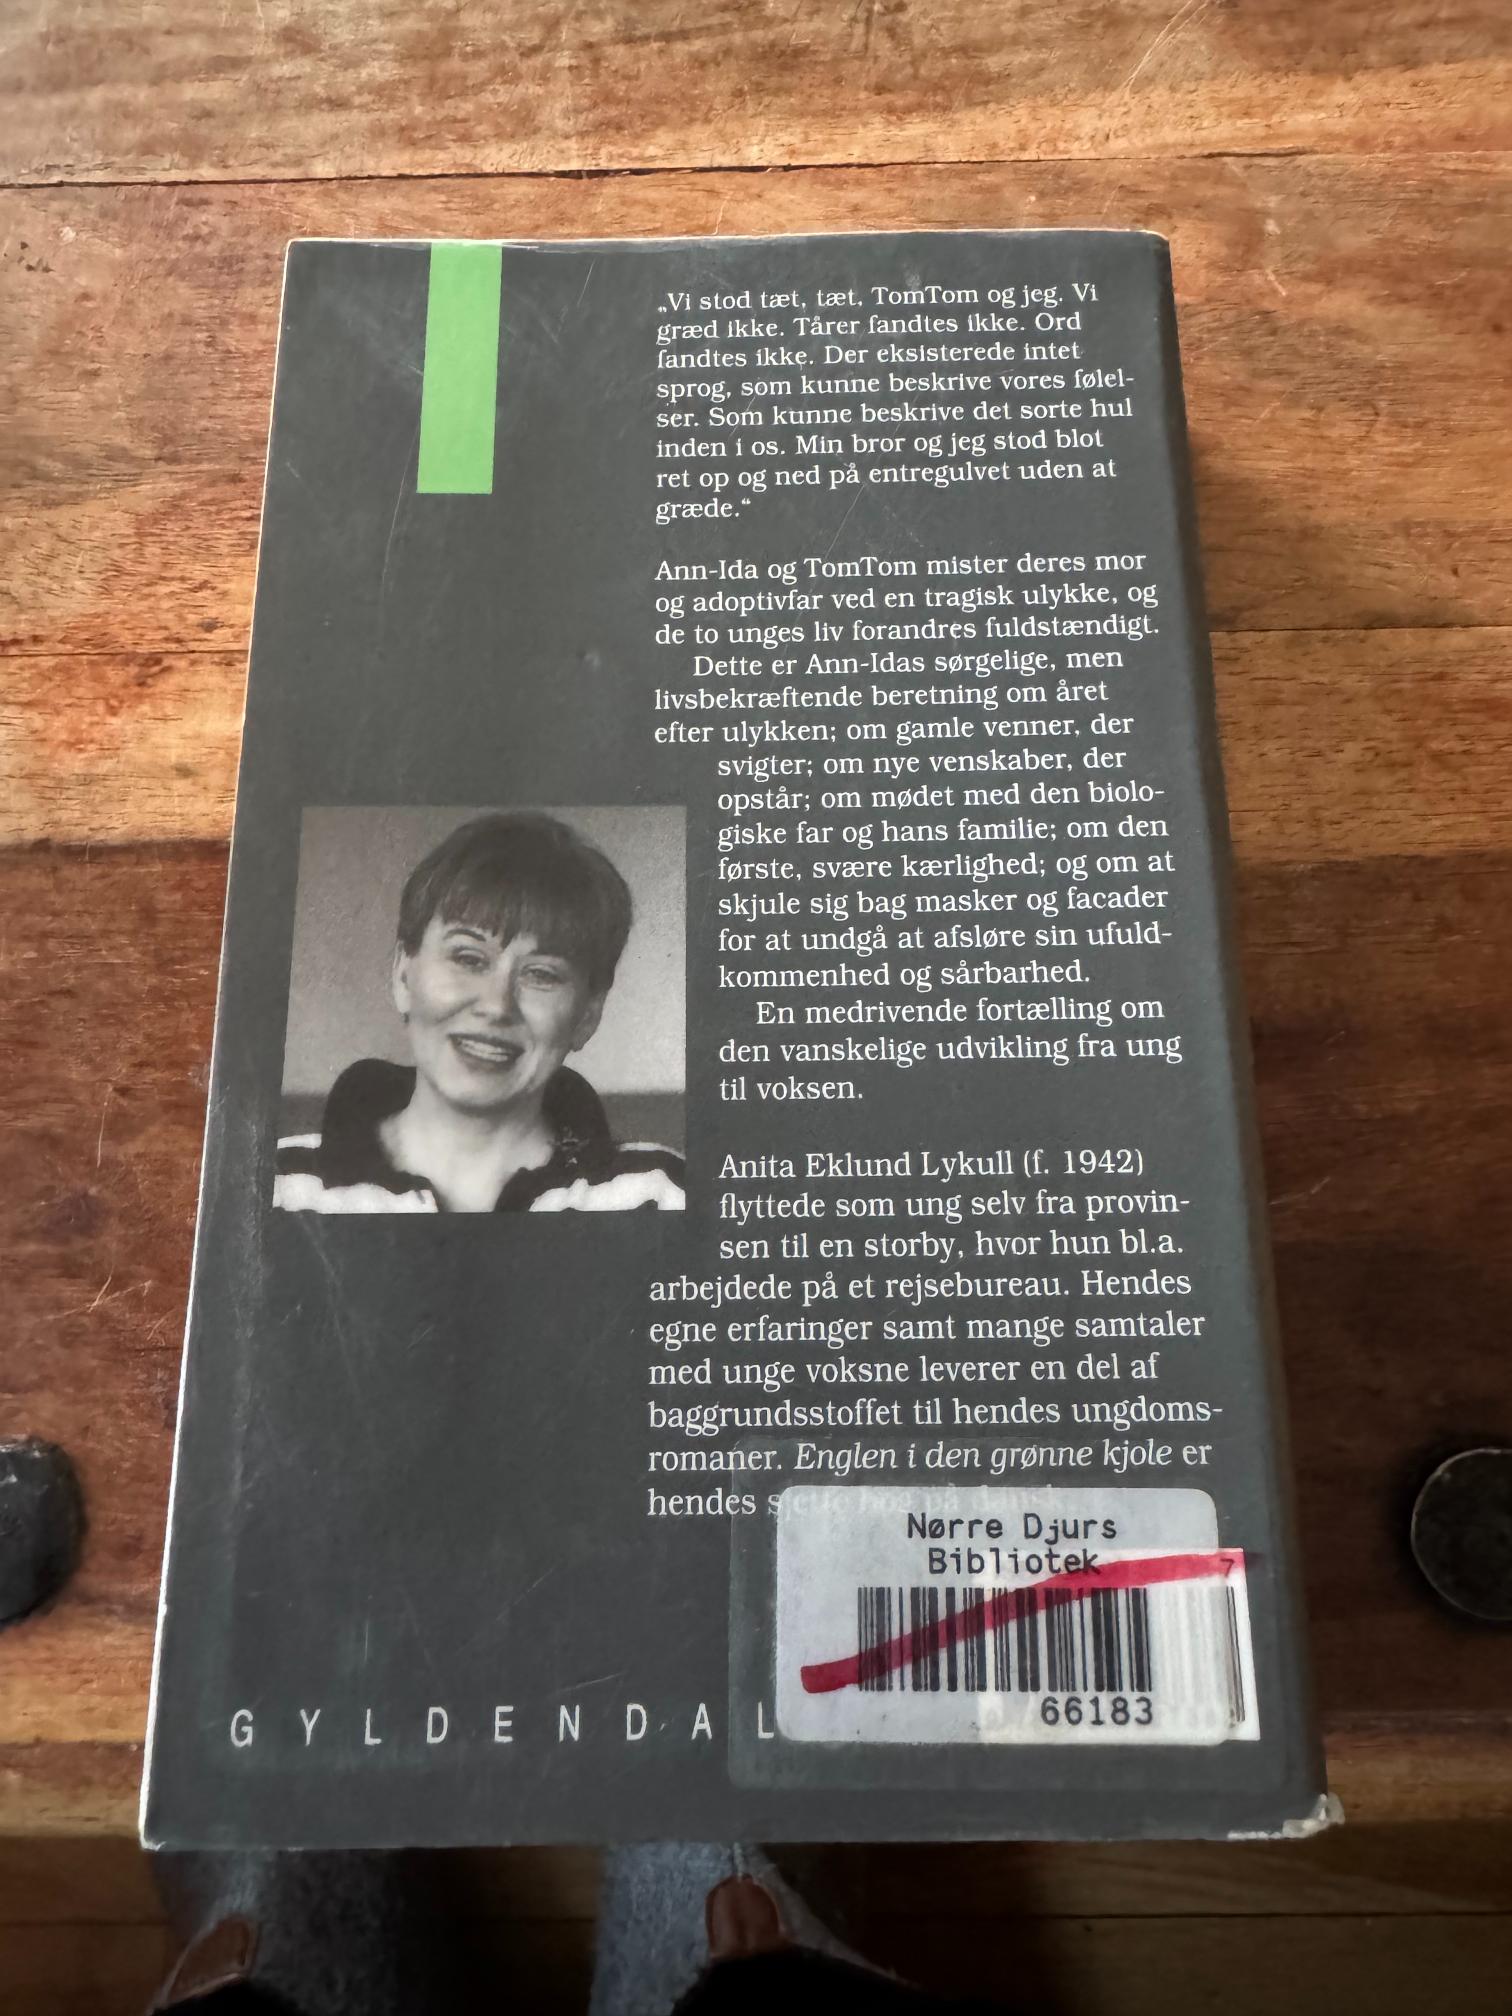 „Vi stod tæt, tæt, TomTom og jeg. Vi
græd ikke. Tårer fandtes ikke. Ord
fandtes ikke. Der eksisterede intet
sprog, som kunne beskrive vores følel-
ser. Som kunne beskrive det sorte hul
inden i os. Min bror og jeg stod blot
ret op og ned på entregulvet uden at
græde.“
Ann-Ida og TomTom mister deres mor
og adoptivfar ved en tragisk ulykke, og
de to unges liv forandres fuldstændigt.
Dette er Ann-Idas sørgelige, men
livsbekræftende beretning om året
efter ulykken; om gamle venner, der
svigter; om nye venskaber, der
opstår; om mødet med den biolo-
giske far og hans familie; om den
første, svære kærlighed; og om at
skjule sig bag masker og facader
for at undgå at afsløre sin ufuld-
kommenhed og sårbarhed.
En medrivende fortælling om
den vanskelige udvikling fra ung
til voksen.
Anita Eklund Lykull (f. 1942)
flyttede som ung selv fra provin-
sen til en storby, hvor hun bl.a.
arbejdede på et rejsebureau. Hendes
egne erfaringer samt mange samtaler
med unge voksne leverer en del af
baggrundsstoffet til hendes ungdoms-
romaner. Englen i den grønne kjole er
hendes sjette bog på dansk.
Nørre Djurs
Bibliotek
7
66183
GYLDENDAL